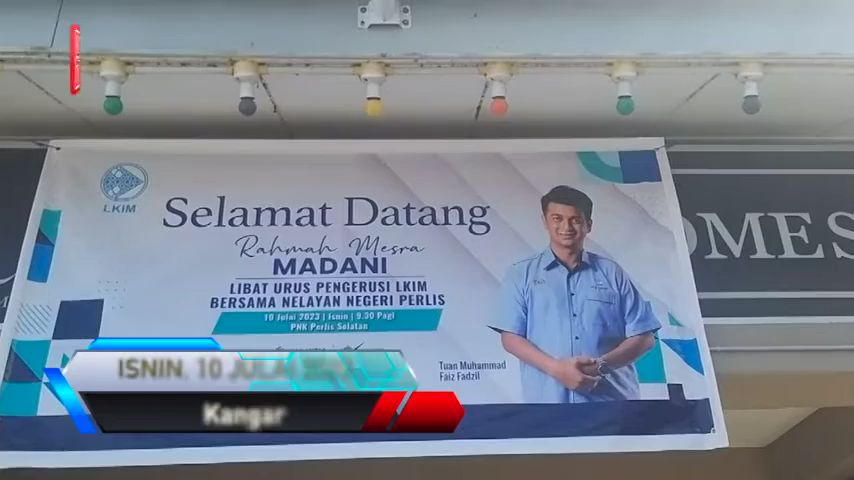 LKIM
Selamat Datang
Rahmah Mesra
MADANI
LIBAT URUS PENGERUSI LKIM
BERSAMA NELAYAN NEGERI PERLIS
10 Julai 2023 | Isnin | 9.30 Pagi
PNK Perlis Selatan
Tuan Muhammad
Faiz Fadzil
OMES
ISNIN, 10 JULAI
Kangar